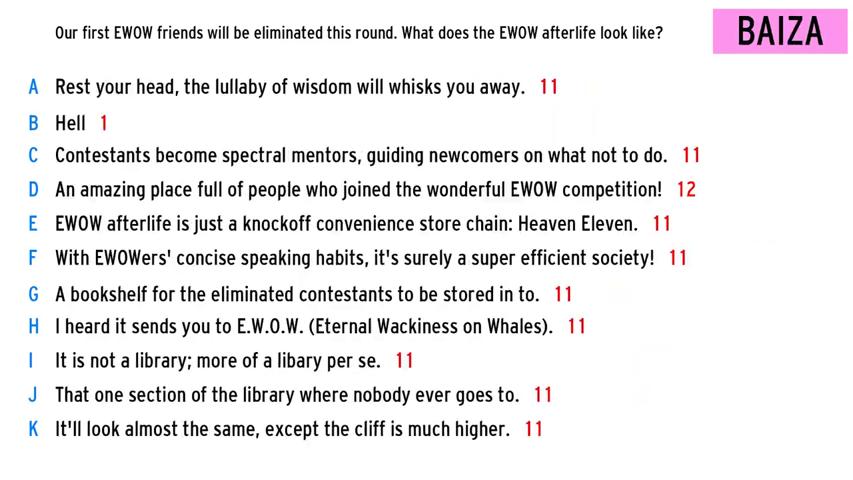 Our first EWOW friends will be eliminated this round. What does the EWOW afterlife look like?
BAIZA
A Rest your head, the lullaby of wisdom will whisks you away. 11
B Hell 1
C Contestants become spectral mentors, guiding newcomers on what not to do. 11
D An amazing place full of people who joined the wonderful EWOW competition! 12
E EWOW afterlife is just a knockoff convenience store chain: Heaven Eleven. 11
F With EWOWers' concise speaking habits, it's surely a super efficient society! 11
G A bookshelf for the eliminated contestants to be stored in to. 11
H I heard it sends you to E.W.O.W. (Eternal Wackiness on Whales). 11
I It is not a library; more of a libary per se. 11
J That one section of the library where nobody ever goes to. 11
K It'll look almost the same, except the cliff is much higher. 11